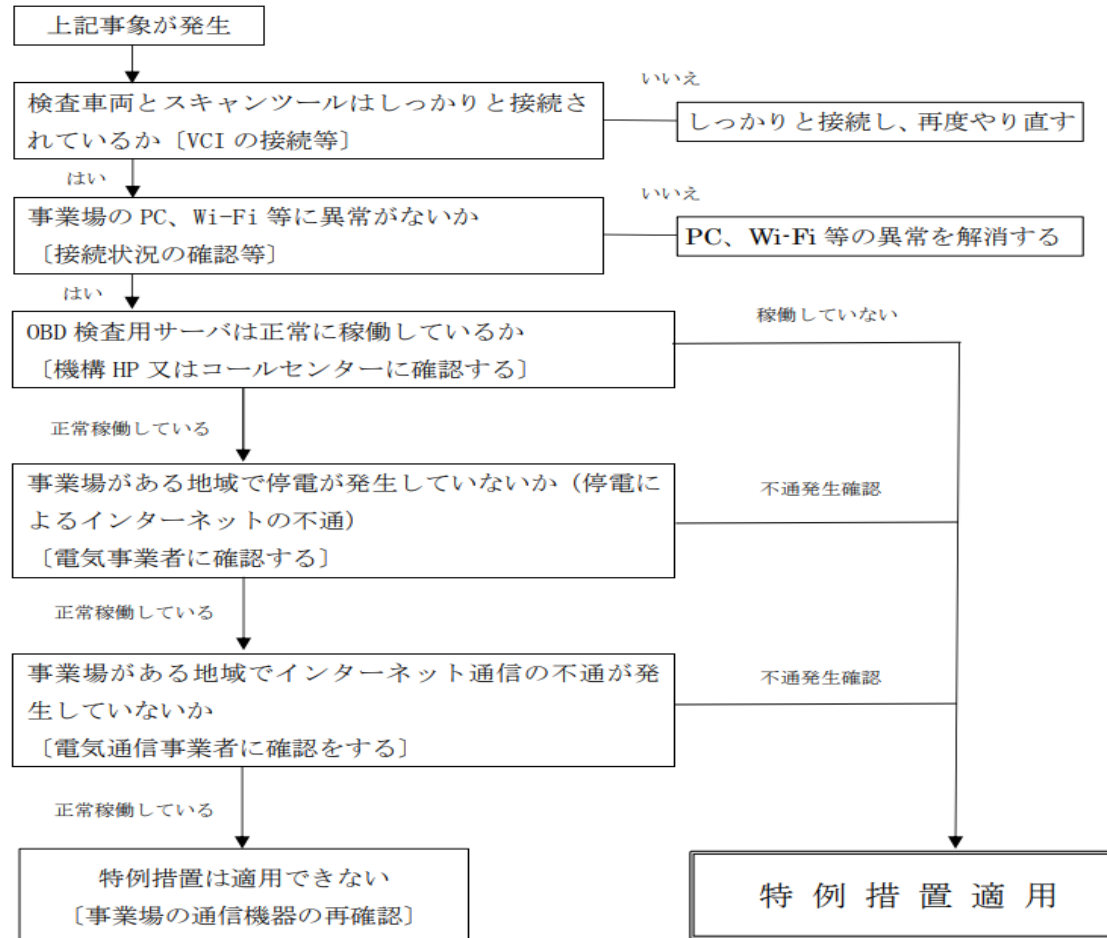 上記事象が発生
いいえ
検査車両とスキャンツールはしっかりと接続さ
れているか〔VCI の接続等〕
しっかりと接続し、再度やり直す
はい
いいえ
事業場の PC、Wi-Fi 等に異常がないか
〔接続状況の確認等〕
PC、Wi-Fi 等の異常を解消する
はい
稼働していない
OBD 検査用サーバは正常に稼働しているか
〔機構 HP 又はコールセンターに確認する〕
正常稼働している
事業場がある地域で停電が発生していないか（停電に
よるインターネットの不通）
〔電気事業者に確認する〕
不通発生確認
正常稼働している
事業場がある地域でインターネット通信の不通が発
生していないか
〔電気通信事業者に確認をする〕
不通発生確認
正常稼働している
特例措置は適用できない
〔事業場の通信機器の再確認〕
特例措置適用